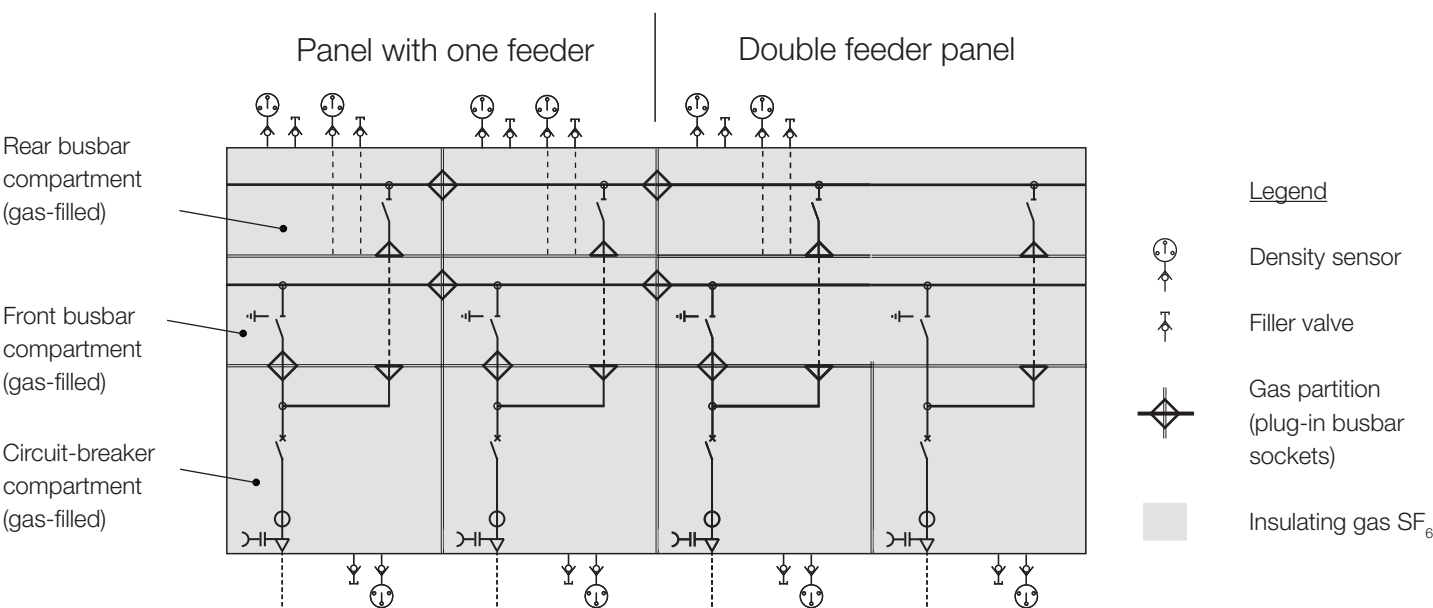 Panel with one feeder
Double feeder panel
Rear busbar
compartment
(gas-filled)
Front busbar
compartment
(gas-filled)
Circuit-breaker
compartment
(gas-filled)
Legend
Density sensor
Filler valve
Gas partition
(plug-in busbar
sockets)
Insulating gas SF₆